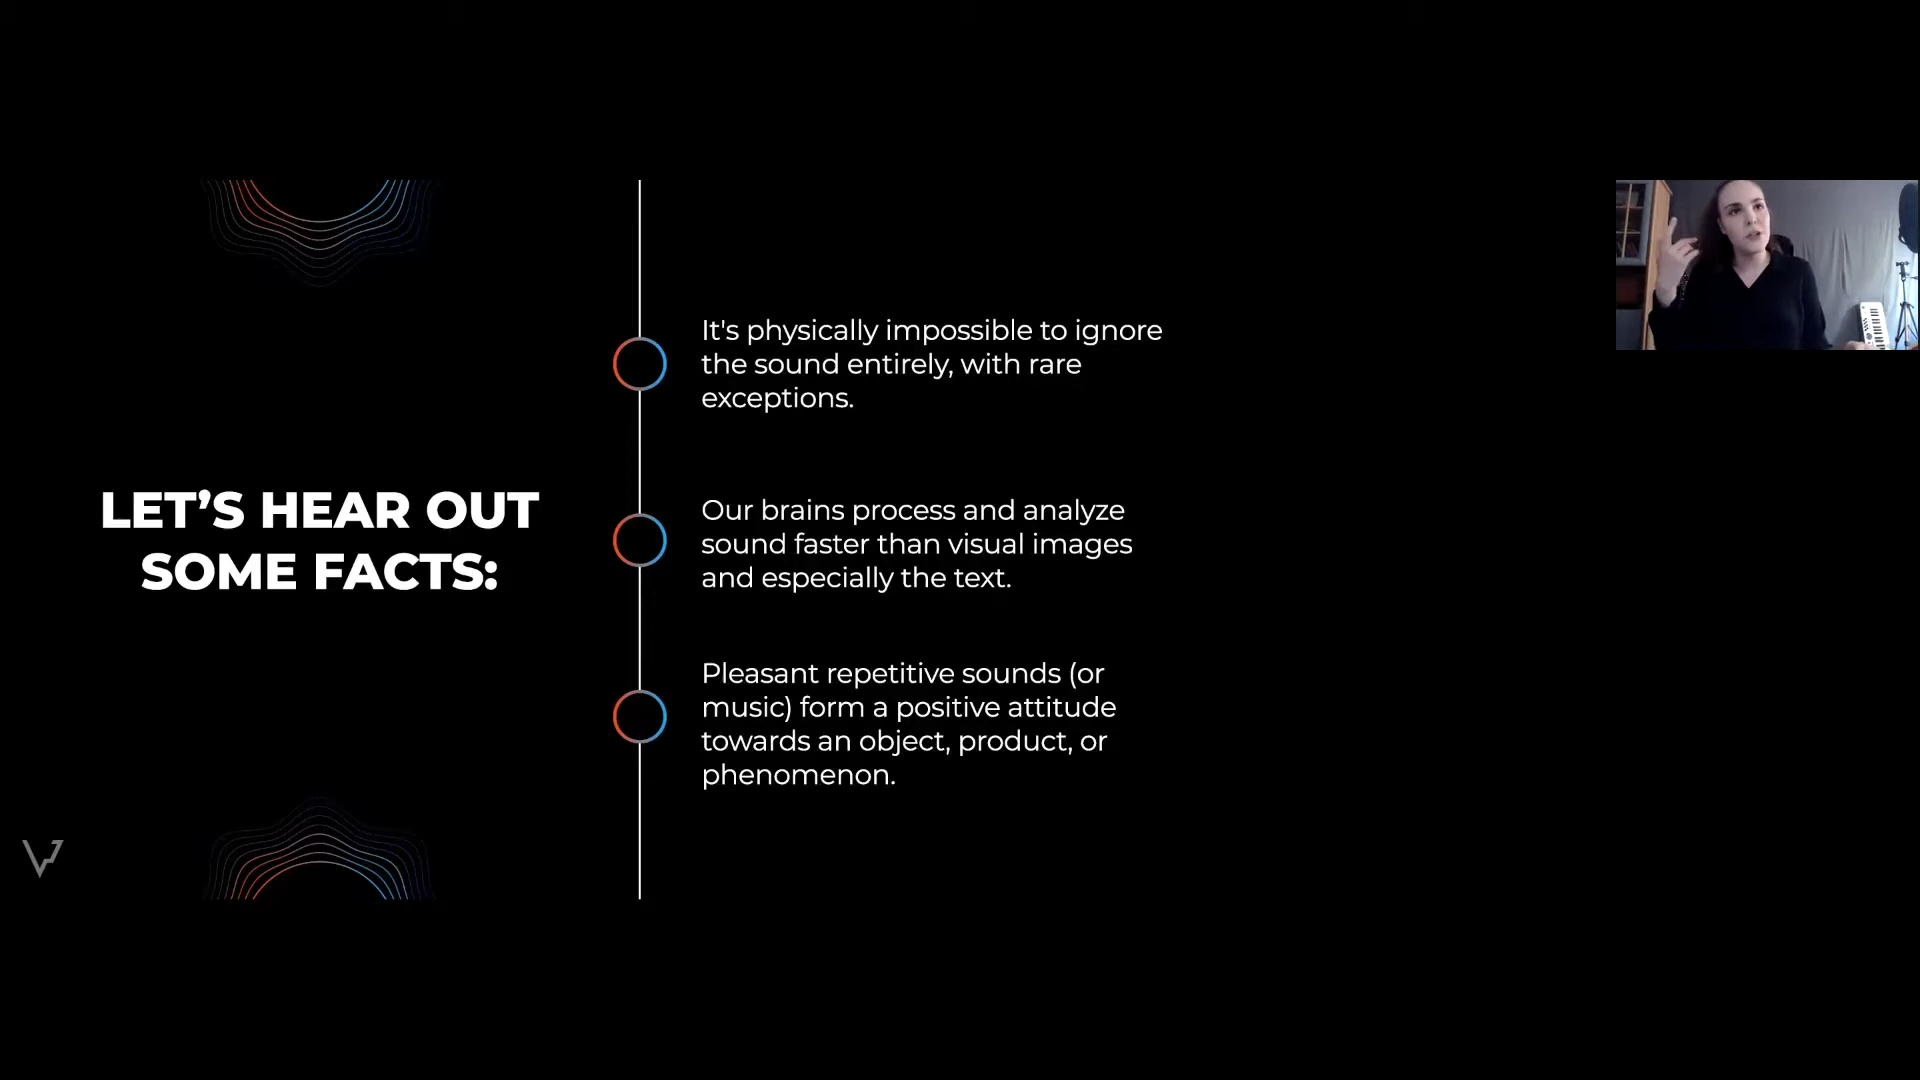 LET’S HEAR OUT
SOME FACTS:
It's physically impossible to ignore
the sound entirely, with rare
exceptions.
Our brains process and analyze
sound faster than visual images
and especially the text.
Pleasant repetitive sounds (or
music) form a positive attitude
towards an object, product, or
phenomenon.